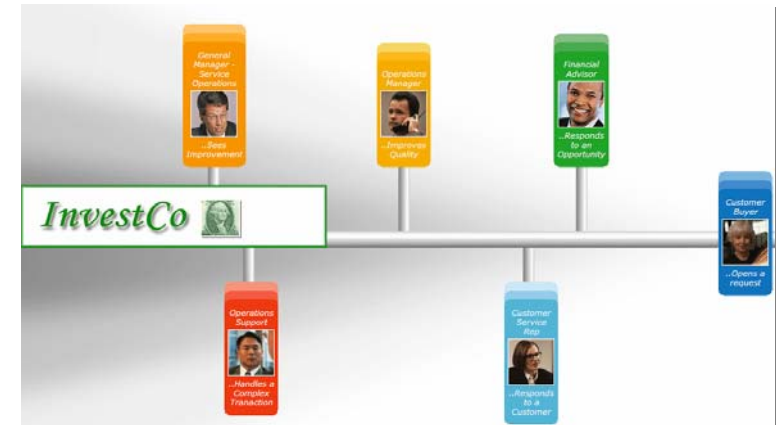 General
Manager -
Service
Operations
..Sees
Improvement
Operations
Manager
..Improves
Quality
Financial
Advisor
..Responds
to an
Opportunity
InvestCo
Customer
Buyer
..Opens a
request
Operations
Support
..Handles a
Complex
Tranaction
Customer
Service
Rep
..Responds
to a
Customer